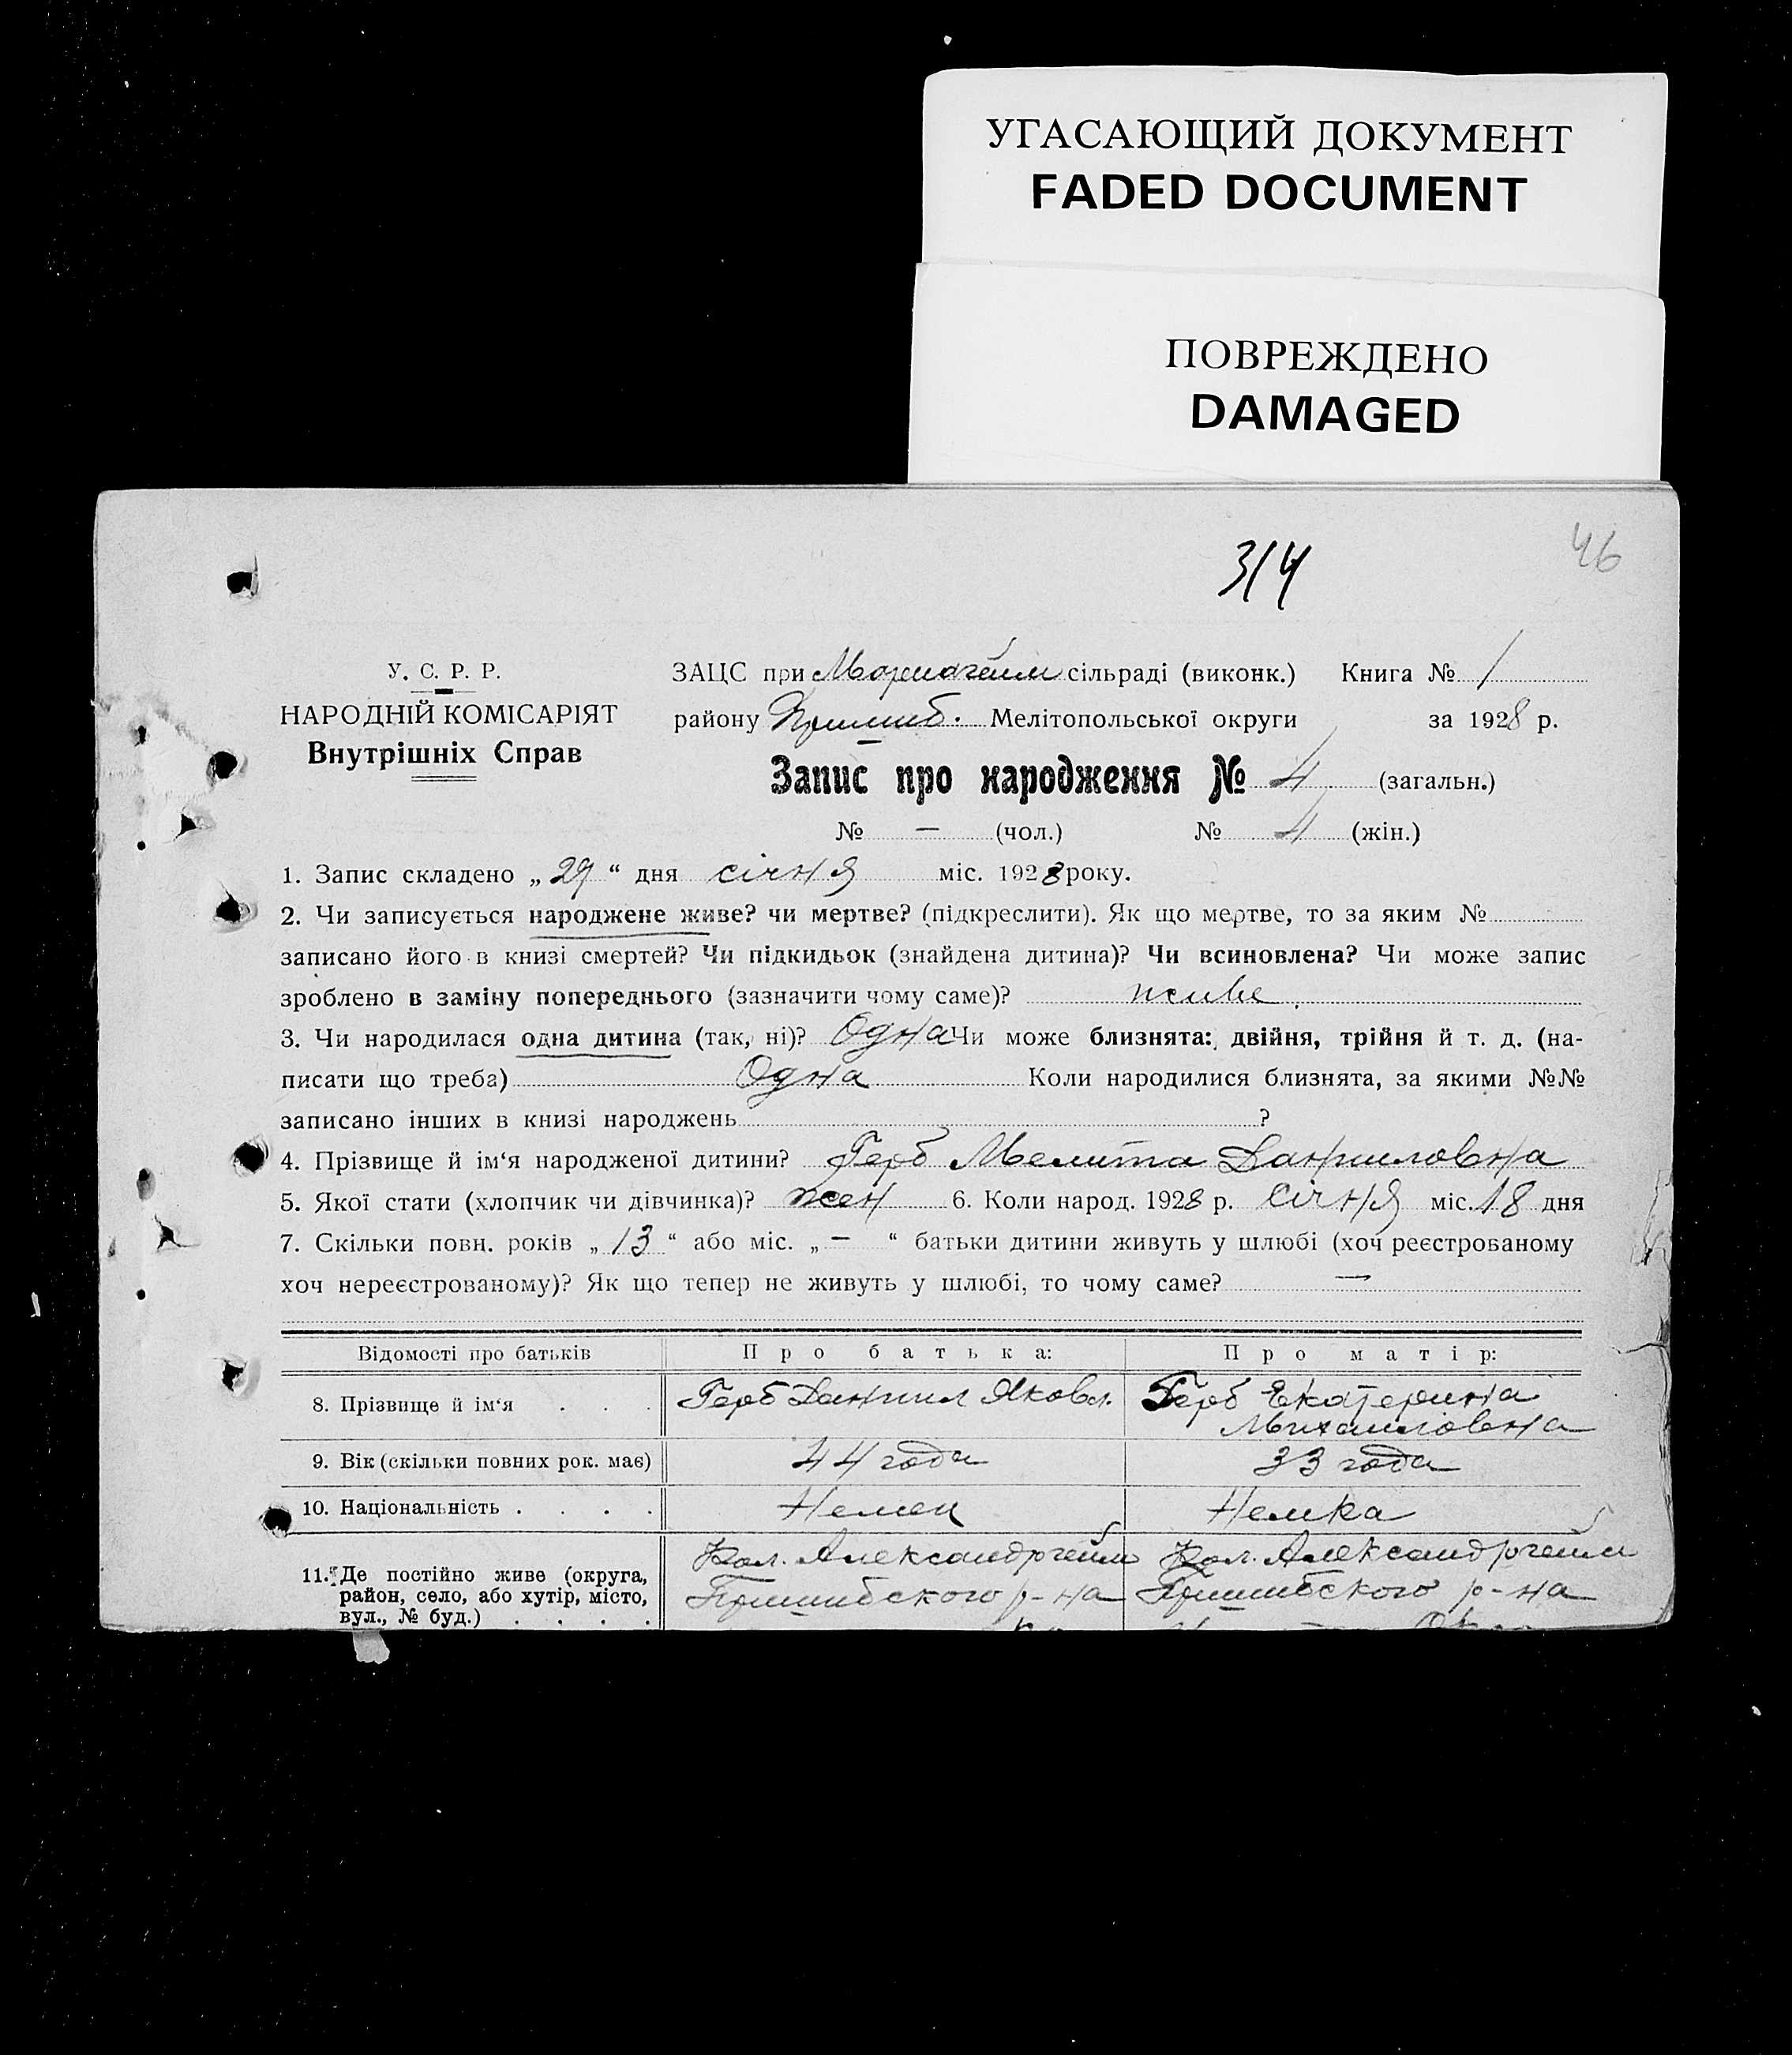 УГАСАЮЩИЙ ДОКУМЕНТ
FADED DOCUMENT
ПОВРЕЖДЕНО
DAMAGED
46
314
У. С. Р. Р.
НАРОДНІЙ КОМІСАРІЯТ
Внутрішніх Справ
ЗАЦС при сільраді (виконк.) Книга № 1
району Пришиб. Мелітопольської округи за 1928 р.
Запис про народження № 4 (загальн.)
№ — (чол.) № 4 (жін.)
1. Запис складено „ 29 “ дня січня міс. 1928 року.
2. Чи записується народжене живе? чи мертве? (підкреслити). Як що мертве, то за яким №
записано його в книзі смертей? Чи підкидьок (знайдена дитина)? Чи всиновлена? Чи може запис
зроблено в заміну попереднього (зазначити чому саме)? живе.
3. Чи народилася одна дитина (так, ні)? Одна Чи може близнята: двійня, трійня й т. д. (на-
писати що треба) Одна Коли народилися близнята, за якими №№
записано інших в книзі народжень ?
4. Прізвище й ім‘я народженої дитини? Герб Мелита Данииловна
5. Якої стати (хлопчик чи дівчинка)? жен 6. Коли народ. 1928 р. січня міс. 18 дня
7. Скільки повн. років „ 13 “ або міс. „ — “ батьки дитини живуть у шлюбі (хоч реєстрованому
хоч нереєстрованому)? Як що тепер не живуть у шлюбі, то чому саме? —
Відомості про батьків Про батька: Про матір:
8. Прізвище й ім‘я . . . Герб Даниил Яковл. Герб Екатерина
Михаиловна
9. Вік (скільки повних рок. має) 44 года 33 года
10. Національність . . . . Немец Немка
11. Де постійно живе (округа, Кол. Александргейм Кол. Александргейм
район, село, або хутір, місто, Пришибского р-на Пришибского р-на
вул., № буд.) . . . .